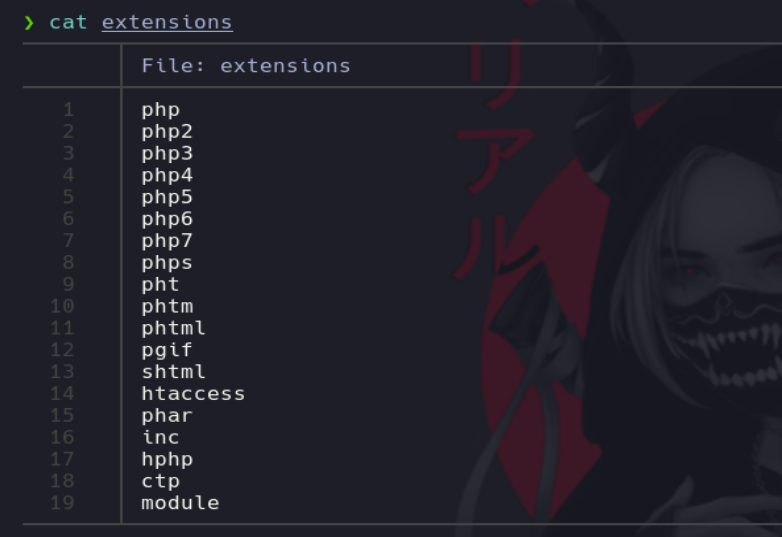 ❯ cat extensions
File: extensions
1 php
2 php2
3 php3
4 php4
5 php5
6 php6
7 php7
8 phps
9 pht
10 phtm
11 phtml
12 pgif
13 shtml
14 htaccess
15 phar
16 inc
17 hphp
18 ctp
19 module
リアル